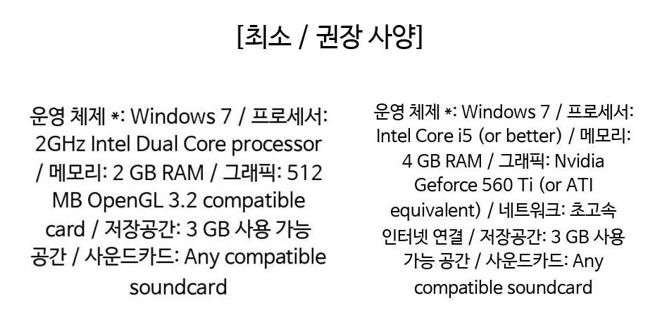 [최소 / 권장 사양]
운영 체제 *: Windows 7 / 프로세서:
2GHz Intel Dual Core processor
/ 메모리: 2 GB RAM / 그래픽: 512
MB OpenGL 3.2 compatible
card / 저장공간: 3 GB 사용 가능
공간 / 사운드카드: Any compatible
soundcard
운영 체제 *: Windows 7 / 프로세서:
Intel Core i5 (or better) / 메모리:
4 GB RAM / 그래픽: Nvidia
Geforce 560 Ti (or ATI
equivalent) / 네트워크: 초고속
인터넷 연결 / 저장공간: 3 GB 사용
가능 공간 / 사운드카드: Any
compatible soundcard